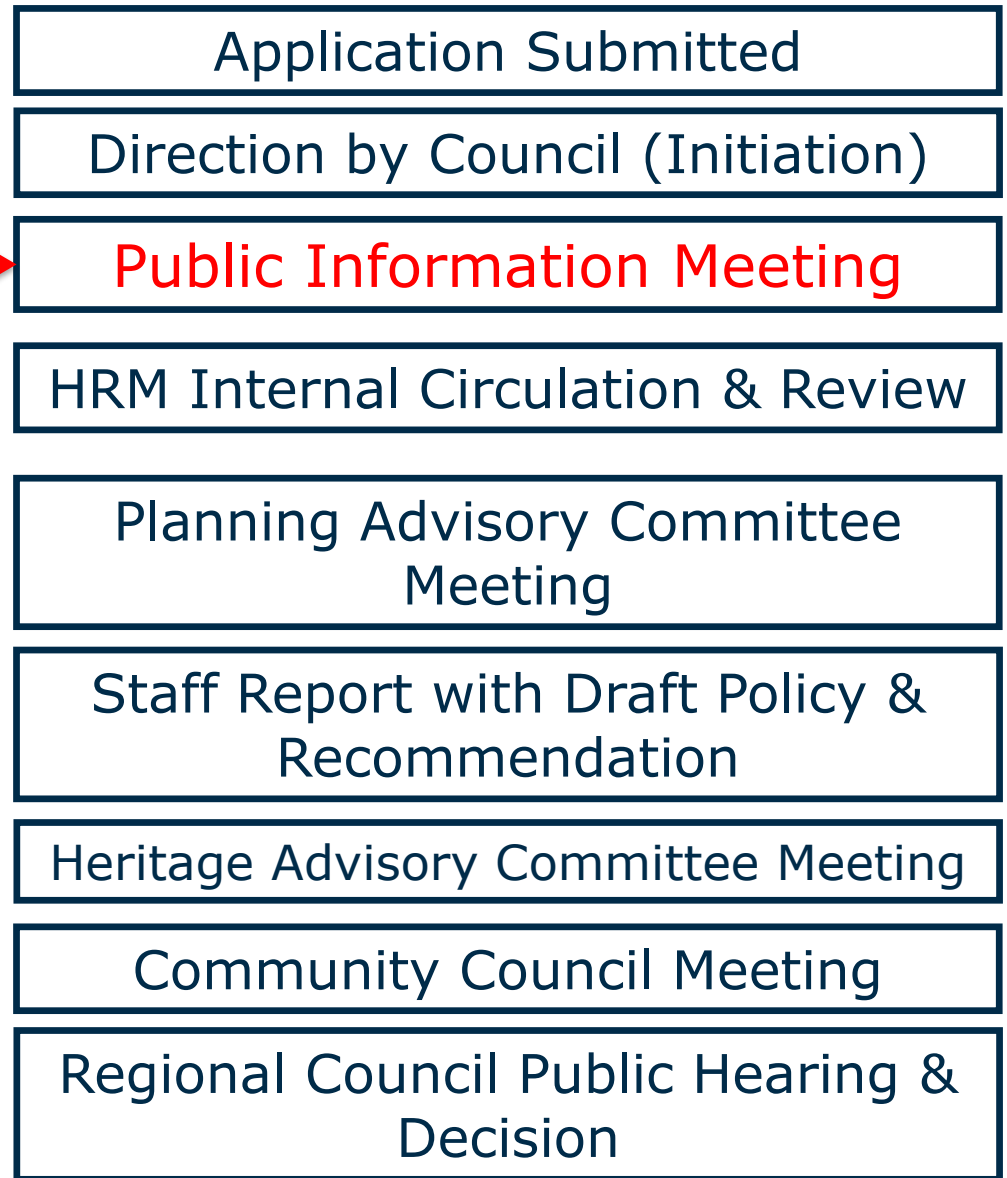 Application Submitted
Direction by Council (Initiation)
Public Information Meeting
HRM Internal Circulation & Review
Planning Advisory Committee
Meeting
Staff Report with Draft Policy &
Recommendation
Heritage Advisory Committee Meeting
Community Council Meeting
Regional Council Public Hearing &
Decision